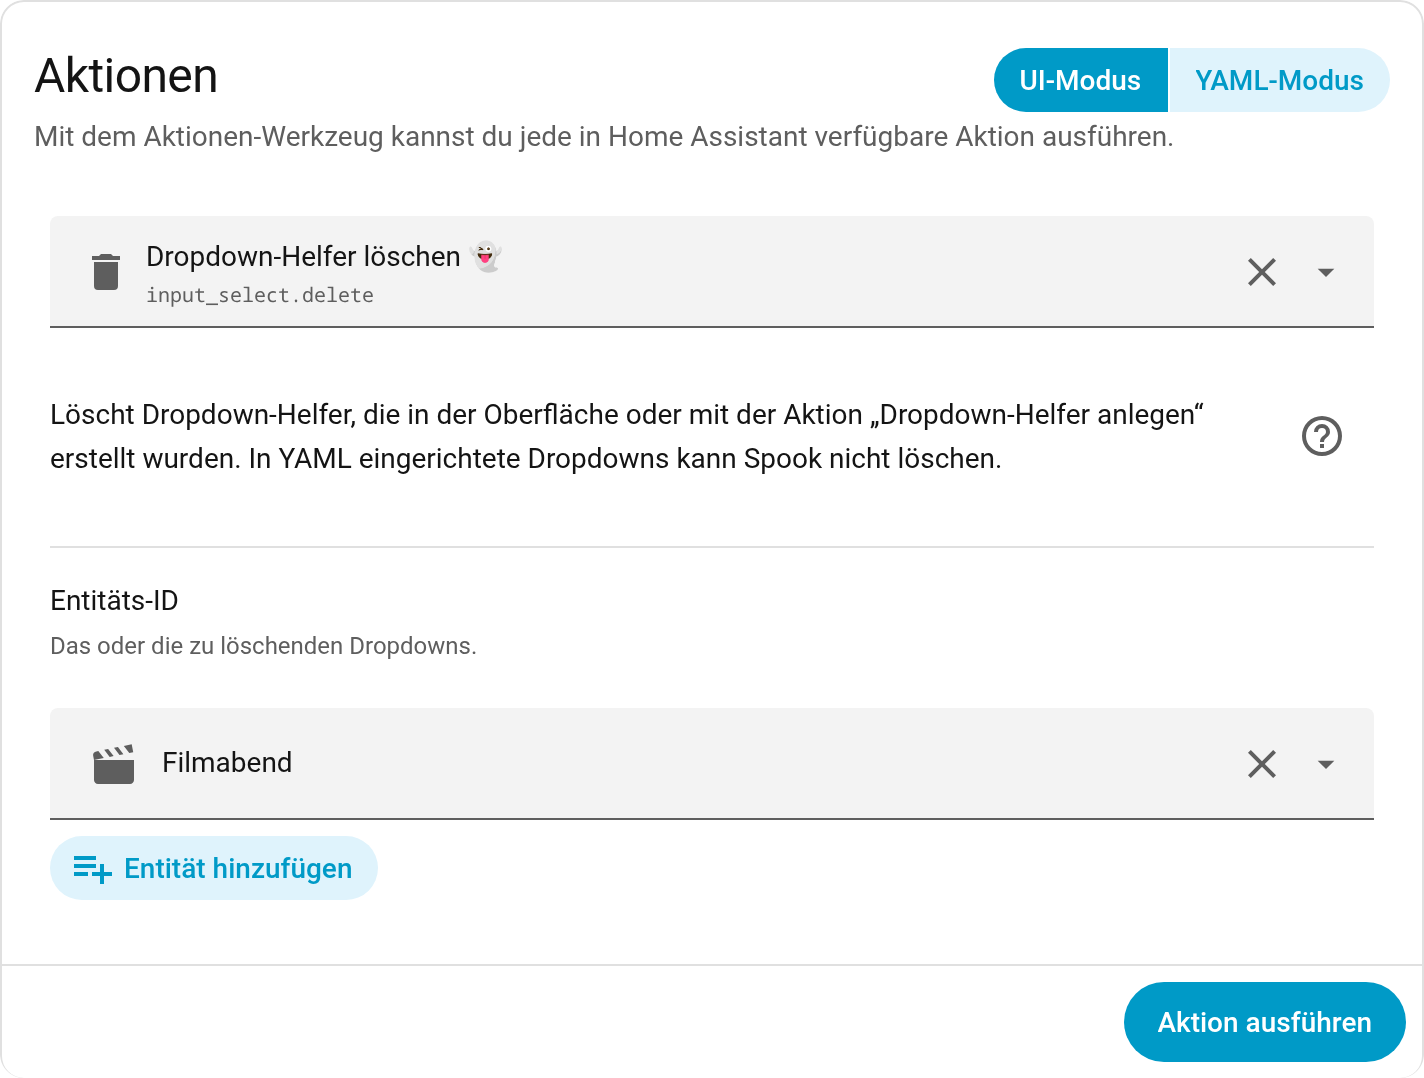 Aktionen
UI-Modus
YAML-Modus
Mit dem Aktionen-Werkzeug kannst du jede in Home Assistant verfügbare Aktion ausführen.
Dropdown-Helfer löschen 👻
input_select.delete
Löscht Dropdown-Helfer, die in der Oberfläche oder mit der Aktion „Dropdown-Helfer anlegen“
erstellt wurden. In YAML eingerichtete Dropdowns kann Spook nicht löschen.
Entitäts-ID
Das oder die zu löschenden Dropdowns.
Filmabend
Entität hinzufügen
Aktion ausführen